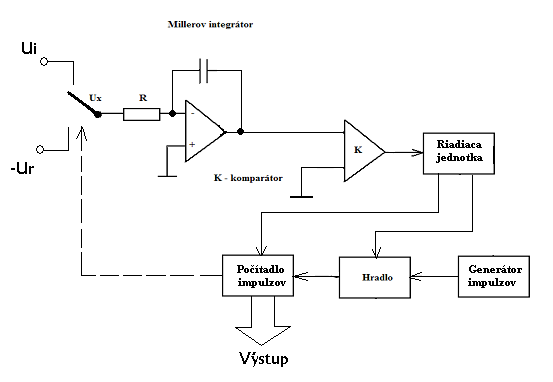 Millerov integrátor
Ui
Ux
R
-
+
-Ur
K - komparátor
K
Riadiaca
jednotka
Počítadlo
impulzov
Hradlo
Generátor
impulzov
Výstup